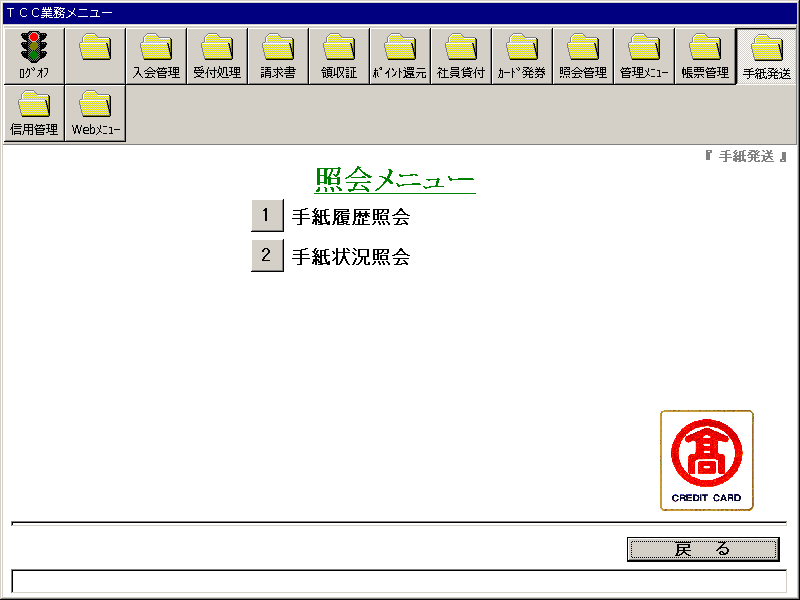 ＴＣＣ業務メニュー
ﾛｸﾞｵﾌ
入会管理
受付処理
請求書
領収証
ﾎﾟｲﾝﾄ還元
社員貸付
ｶｰﾄﾞ発券
照会管理
管理ﾒﾆｭｰ
帳票管理
手紙発送
信用管理
Webﾒﾆｭｰ
『 手紙発送 』
照会メニュー
1 手紙履歴照会
2 手紙状況照会
髙
CREDIT CARD
戻　る